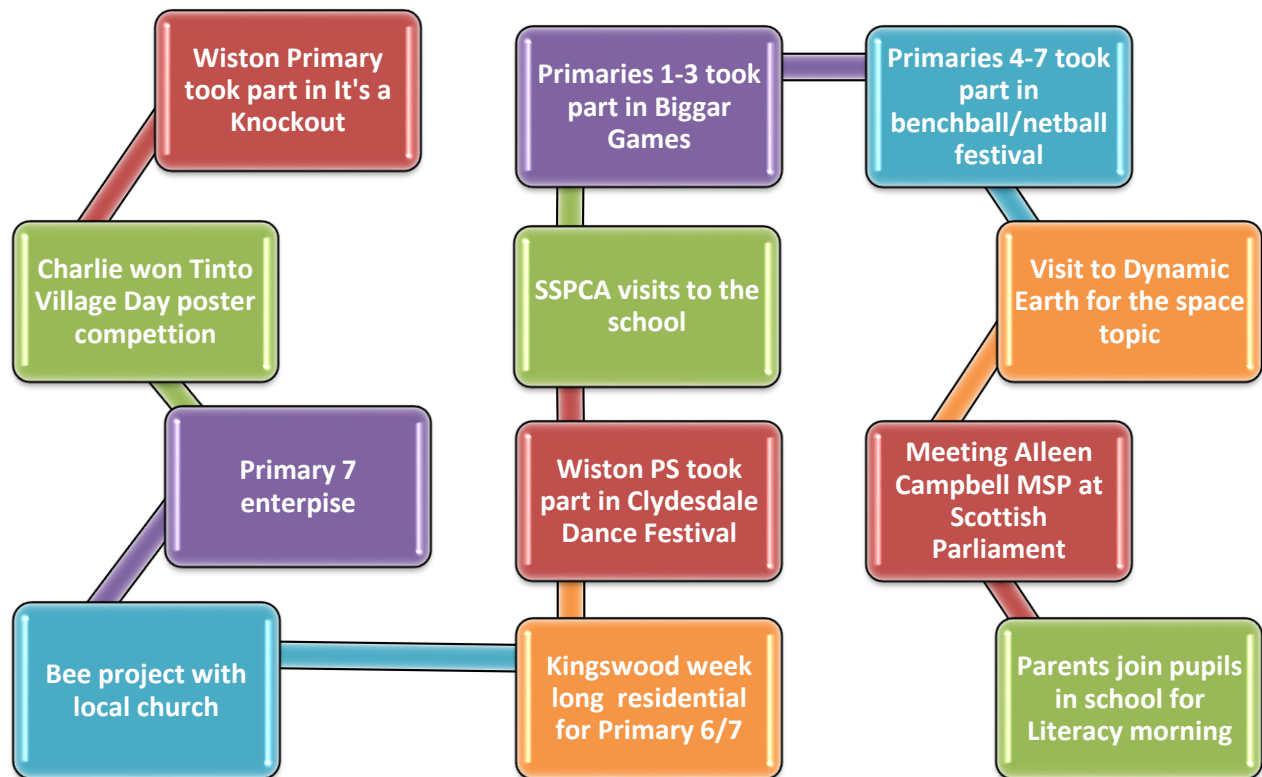 Wiston Primary
took part in It's a
Knockout
Charlie won Tinto
Village Day poster
compettion
Primary 7
enterpise
Bee project with
local church
Kingswood week
long residential
for Primary 6/7
Wiston PS took
part in Clydesdale
Dance Festival
SSPCA visits to the
school
Primaries 1-3 took
part in Biggar
Games
Primaries 4-7 took
part in
benchball/netball
festival
Visit to Dynamic
Earth for the space
topic
Meeting AIleen
Campbell MSP at
Scottish
Parliament
Parents join pupils
in school for
Literacy morning